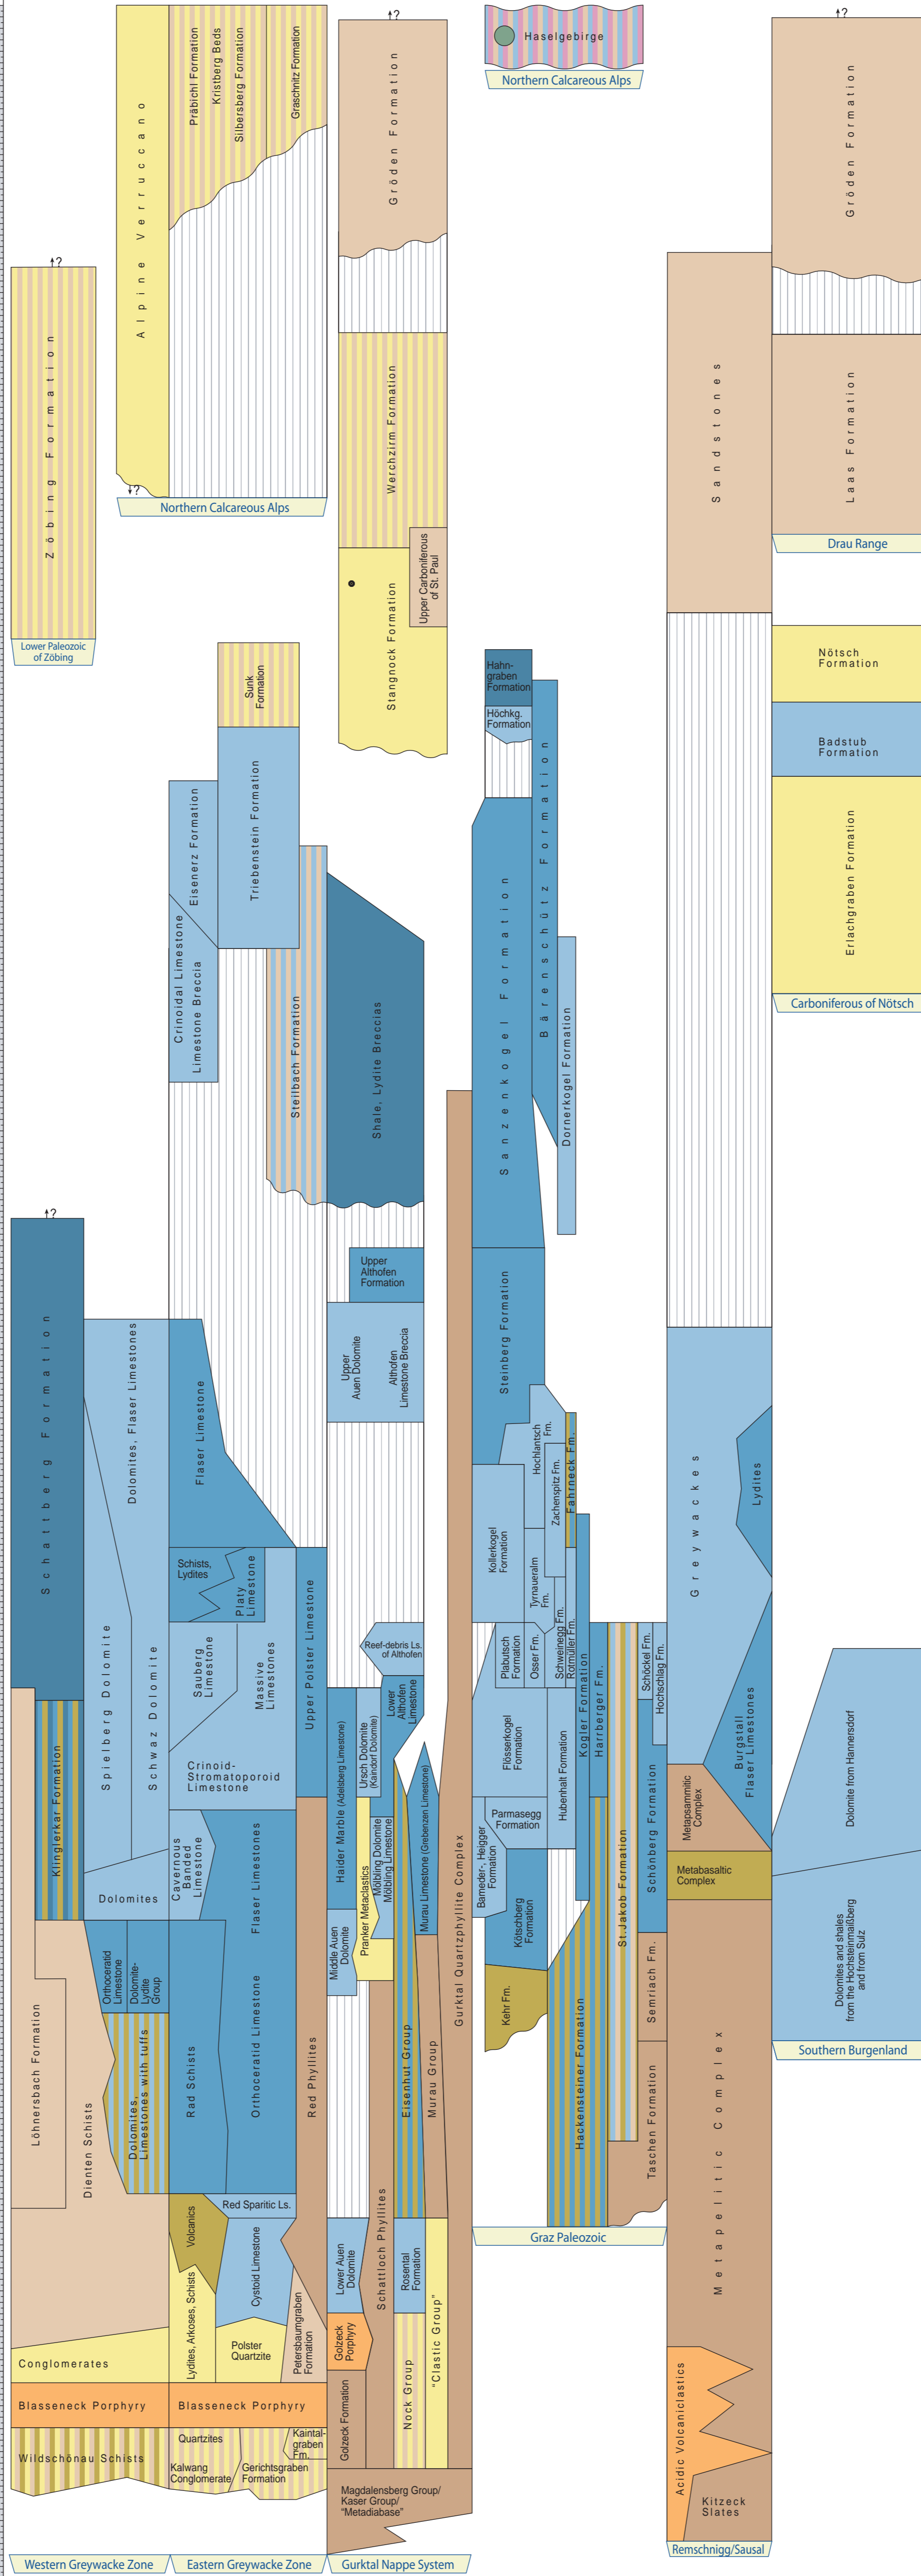 ?
Präbichl Formation
Kristberg Beds
Silbersberg Formation
Graschnitz Formation
Alpine Verruccano
?
Gröden Formation
Haselgebirge
Northern Calcareous Alps
?
Gröden Formation
?
Zöbing Formation
Lower Paleozoic
of Zöbing
?
Northern Calcareous Alps
Werchzirm Formation
Upper Carboniferous
of St. Paul
Stangnock Formation
Sandstones
Laas Formation
Drau Range
Nötsch
Formation
Badstub
Formation
Erlachgraben Formation
Carboniferous of Nötsch
Sunk
Formation
Triebenstein Formation
Eisenerz Formation
Crinoidal Limestone
Limestone Breccia
Steilbach Formation
Shale, Lydite Breccias
Hahn-
graben
Formation
Höchkg.
Formation
Sanzenkogel Formation
Bärenschütz Formation
Dornerkogel Formation
?
Schattberg Formation
Dolomites, Flaser Limestones
Flaser Limestone
Upper
Althofen
Formation
Upper
Auen Dolomite
Althofen
Limestone Breccia
Steinberg Formation
Hochlantsch
Fm.
Zachenspitz Fm.
Fahrneck Fm.
Kollerkogel
Formation
Tyrnaueralm
Fm.
Greywackes
Lydites
Schists,
Lydites
Platy
Limestone
Sauberg
Limestone
Massive
Limestones
Upper Polster Limestone
Reef-debris Ls.
of Althofen
Lower
Althofen
Limestone
Plabutsch
Formation
Osser Fm.
Schweinegg Fm.
Rotmüller Fm.
Kogler Formation
Harrberger Fm.
Schöckel Fm.
Hochschlag Fm.
Klinglerkar Formation
Spielberg Dolomite
Schwaz Dolomite
Crinoid-
Stromatoporoid
Limestone
Haider Marble (Adelsberg Limestone)
Ursch Dolomite
(Kaindorf Dolomite)
Flösserkogel
Formation
Hubenhalt Formation
Burgstall
Flaser Limestones
Dolomite from Hannersdorf
Metapsammitic
Complex
Metabasaltic
Complex
Dolomites
Cavernous
Banded
Limestone
Flaser Limestones
Pranker Metaclastics
Möbling Dolomite
Mölbling Limestone
Murau Limestone (Grebenzen Limestone)
Gurktal Quartzphyllite Complex
Parmasegg
Formation
Bameder-, Heigger
Formation
Kötschberg
Formation
St.Jakob Formation
Schönberg Formation
Middle Auen
Dolomite
Orthoceratid
Limestone
Dolomite-
Lydite
Group
Löhnersbach Formation
Dienten Schists
Dolomites,
Limestones with tuffs
Rad Schists
Orthoceratid Limestone
Red Phyllites
Eisenhut Group
Murau Group
Kehr Fm.
Hackensteiner Formation
Semriach Fm.
Taschen Formation
Metapelitic Complex
Dolomites and shales
from the Hochsteinmaißberg
and from Sulz
Southern Burgenland
Graz Paleozoic
Volcanics
Red Sparitic Ls.
Cystoid Limestone
Lydites, Arkoses, Schists
Polster
Quartzite
Petersbaumgraben
Formation
Lower Auen
Dolomite
Golzeck
Porphyry
Schattloch Phyllites
Rosental
Formation
Nock Group
"Clastic Group"
Conglomerates
Blasseneck Porphyry
Blasseneck Porphyry
Wildschönau Schists
Quartzites
Kalwang
Conglomerate
Gerichtsgraben
Formation
Kaintal-
graben
Fm.
Golzeck Formation
Magdalensberg Group/
Kaser Group/
"Metadiabase"
Acidic Volcaniclastics
Kitzeck
Slates
Remschnigg/Sausal
Western Greywacke Zone
Eastern Greywacke Zone
Gurktal Nappe System